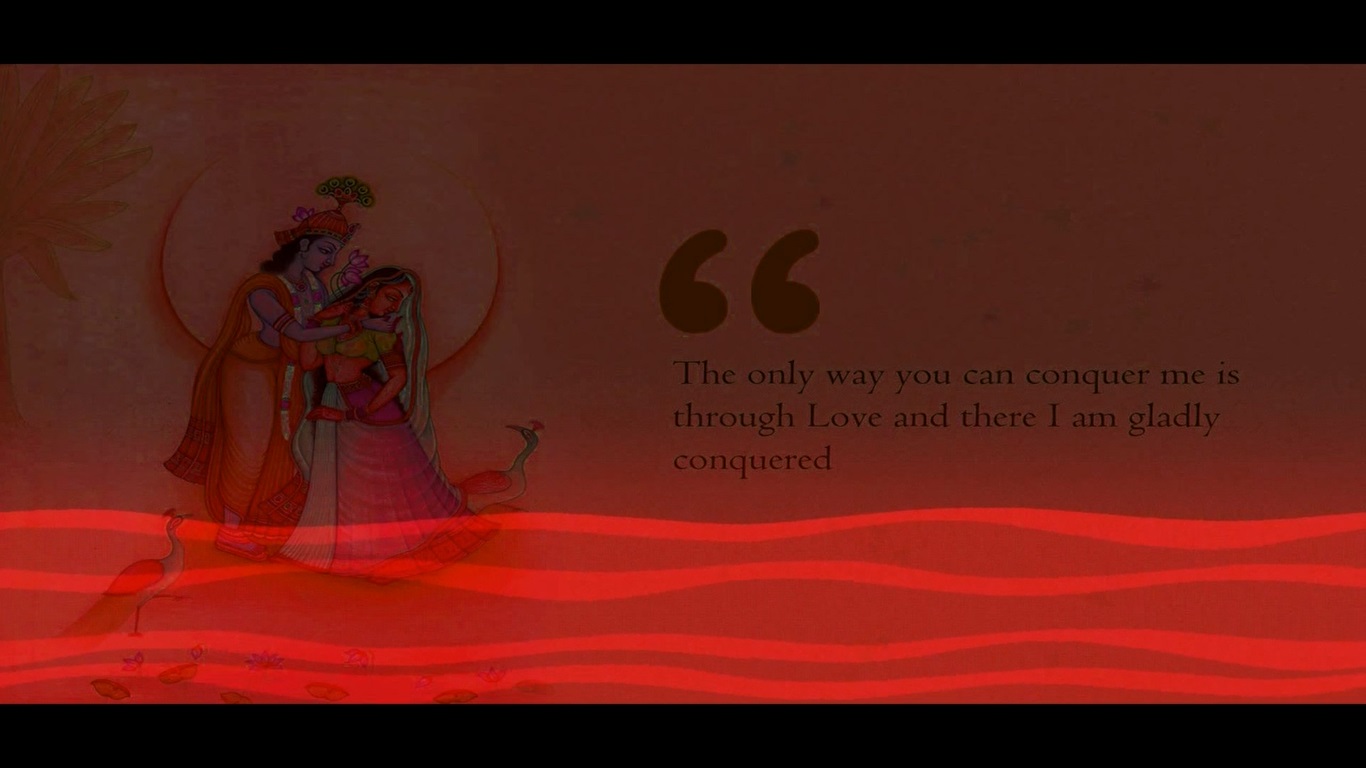 “
The only way you can conquer me is
through Love and there I am gladly
conquered